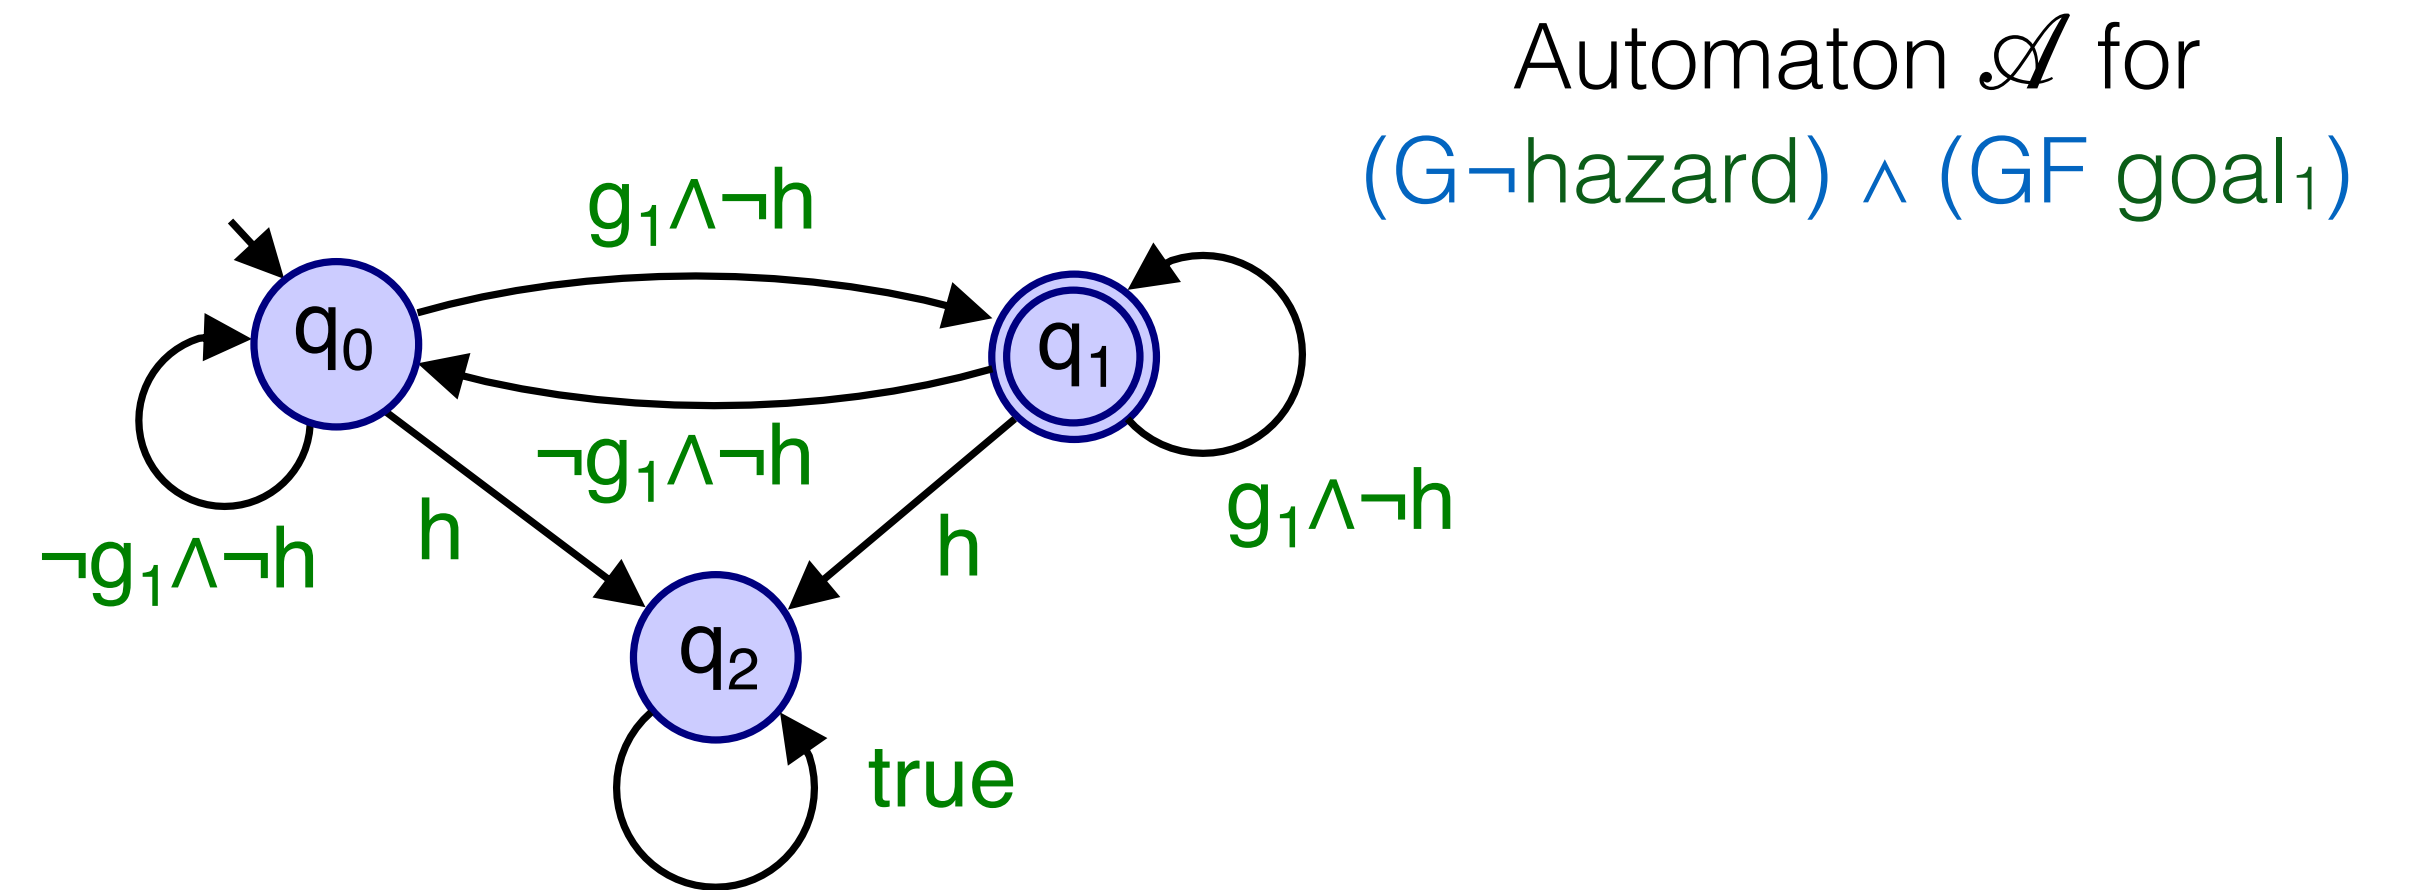 Automaton 𝒜 for
(G¬hazard) ∧ (GF goal₁)
g₁∧¬h
q₀
q₁
¬g₁∧¬h
g₁∧¬h
h
h
¬g₁∧¬h
q₂
true